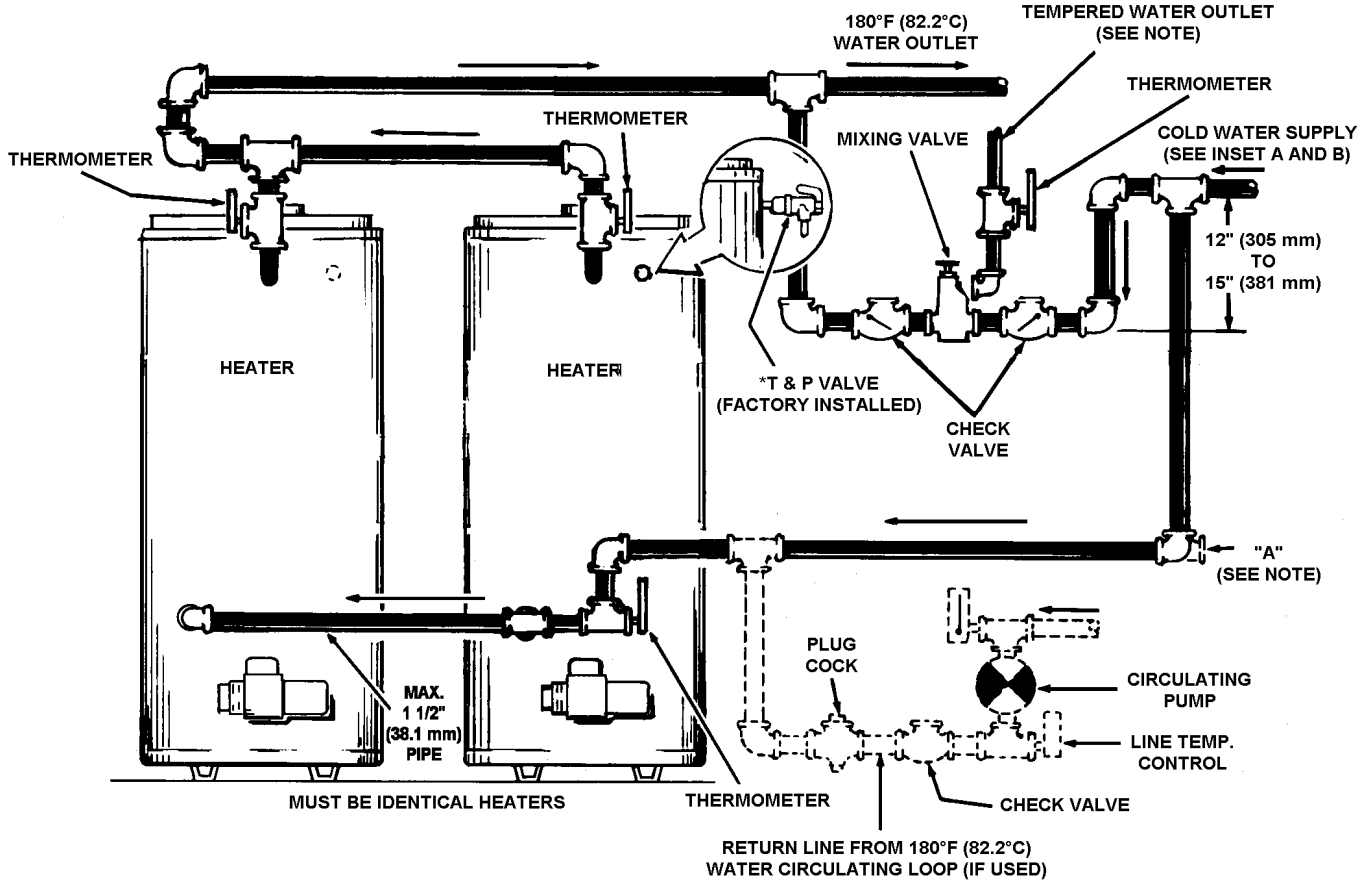 180°F (82.2°C)
WATER OUTLET
TEMPERED WATER OUTLET
(SEE NOTE)
THERMOMETER
THERMOMETER
MIXING VALVE
COLD WATER SUPPLY
(SEE INSET A AND B)
THERMOMETER
12" (305 mm)
TO
15" (381 mm)
HEATER
HEATER
*T & P VALVE
(FACTORY INSTALLED)
CHECK
VALVE
"A"
(SEE NOTE)
PLUG
COCK
MAX.
1 1/2"
(38.1 mm)
PIPE
CIRCULATING
PUMP
LINE TEMP.
CONTROL
MUST BE IDENTICAL HEATERS
THERMOMETER
CHECK VALVE
RETURN LINE FROM 180°F (82.2°C)
WATER CIRCULATING LOOP (IF USED)